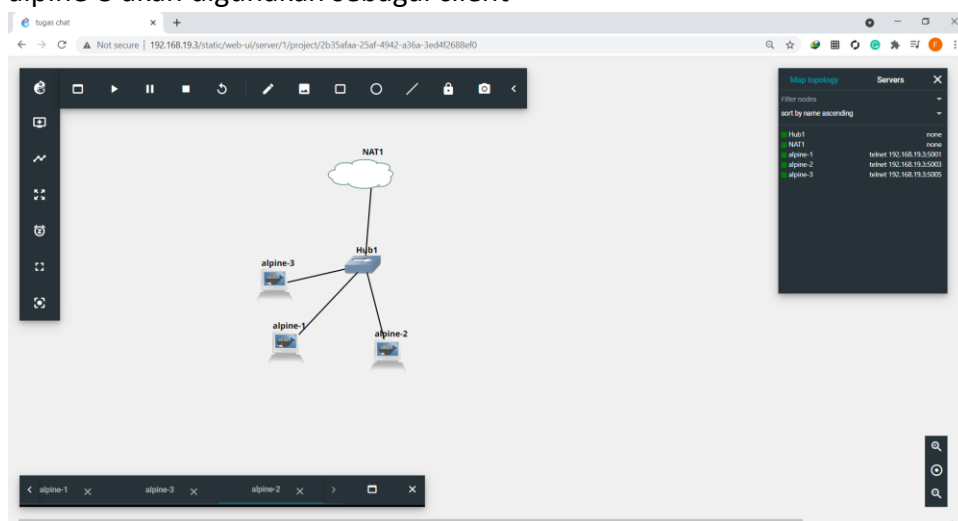 alpine-3 akan digunakan sebagai client
tugas chat
Not secure | 192.168.19.3/static/web-ui/server/1/project/2b35afaa-25af-4942-a36a-3ed4f2688ef0
Map topology Servers
Filter nodes
sort by name ascending
Hub1 none
NAT1 none
alpine-1 telnet 192.168.19.3:5001
alpine-2 telnet 192.168.19.3:5003
alpine-3 telnet 192.168.19.3:5005
NAT1
Hub1
alpine-3
alpine-1
alpine-2
alpine-1 alpine-3 alpine-2